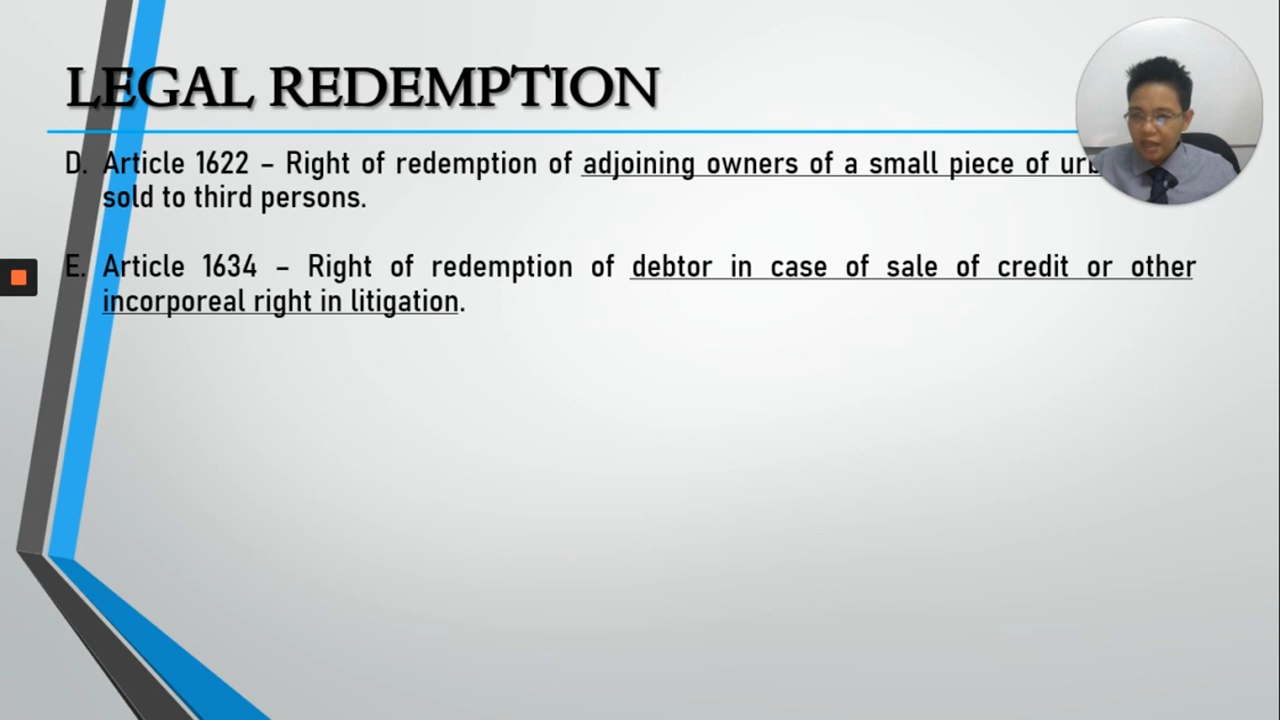 LEGAL REDEMPTION
D. Article 1622 – Right of redemption of adjoining owners of a small piece of
sold to third persons.
E. Article 1634 – Right of redemption of debtor in case of sale of credit or other
incorporeal right in litigation.